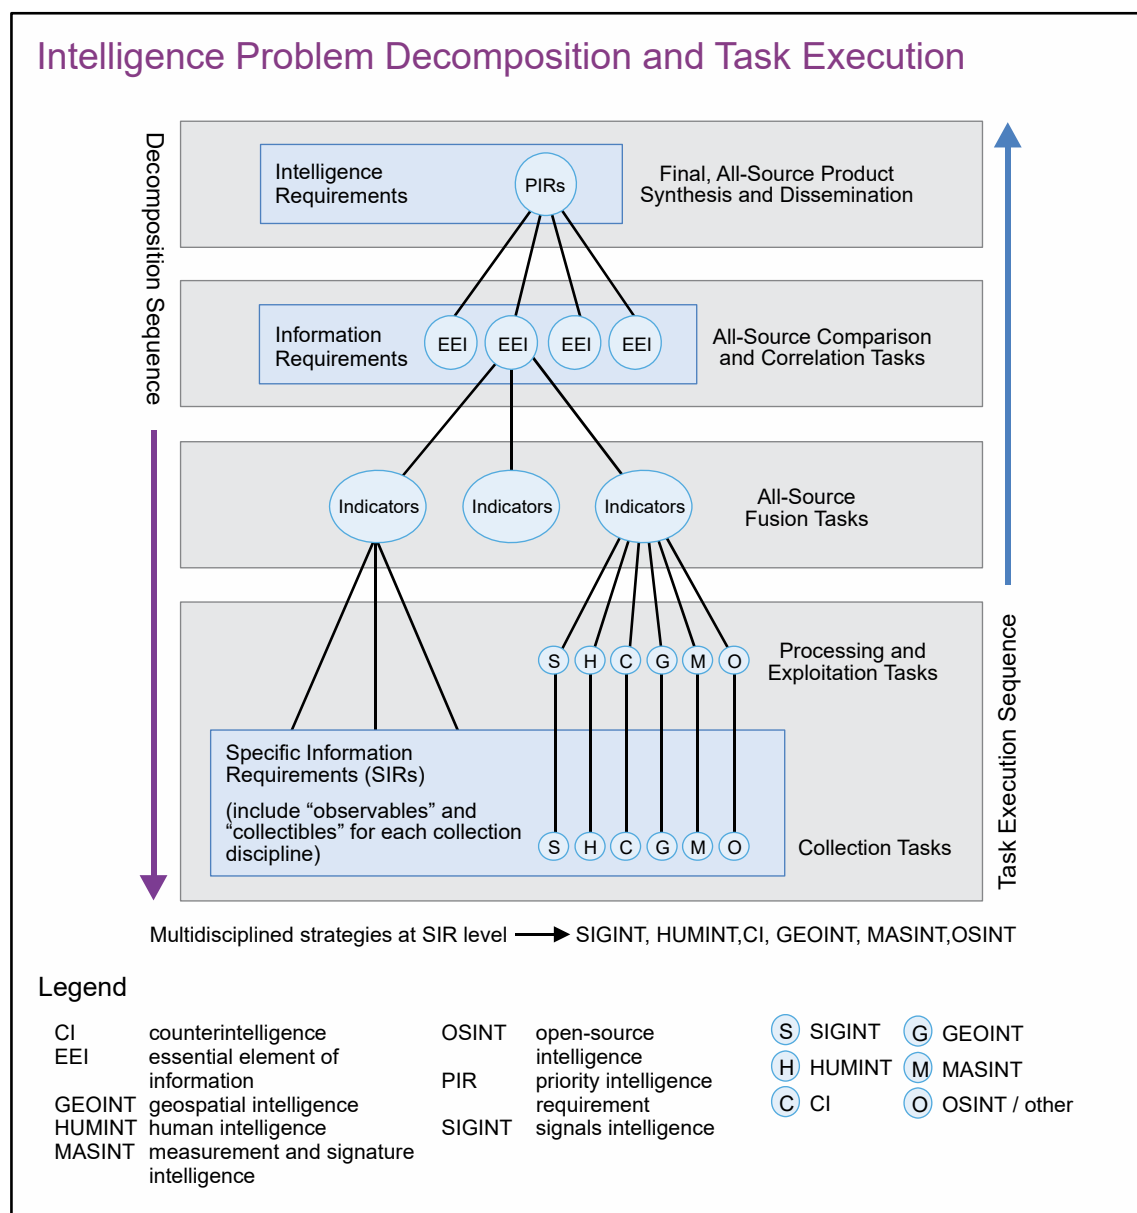 Intelligence Problem Decomposition and Task Execution
Decomposition Sequence
Intelligence
Requirements
PIRs
Final, All-Source Product
Synthesis and Dissemination
Information
Requirements
EEI EEI EEI EEI
All-Source Comparison
and Correlation Tasks
Indicators Indicators Indicators
All-Source
Fusion Tasks
S H C G M O
Processing and
Exploitation Tasks
Specific Information
Requirements (SIRs)
(include “observables” and
“collectibles” for each collection
discipline)
S H C G M O
Collection Tasks
Task Execution Sequence
Multidisciplined strategies at SIR level SIGINT, HUMINT,CI, GEOINT, MASINT,OSINT
Legend
CI counterintelligence
EEI essential element of
information
GEOINT geospatial intelligence
HUMINT human intelligence
MASINT measurement and signature
intelligence
OSINT open-source
intelligence
PIR priority intelligence
requirement
SIGINT signals intelligence
S SIGINT
H HUMINT
C CI
G GEOINT
M MASINT
O OSINT / other